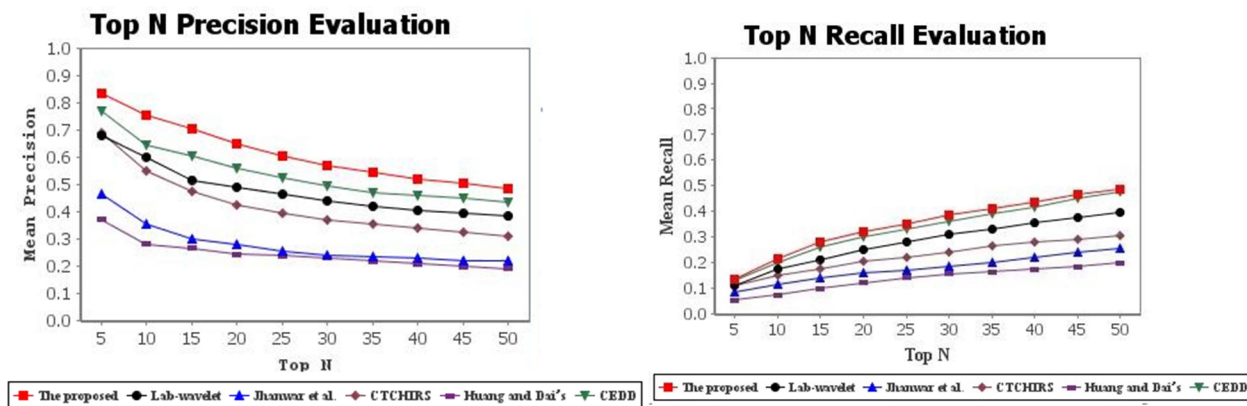 Top N Precision Evaluation
Mean Precision
1.0
0.9
0.8
0.7
0.6
0.5
0.4
0.3
0.2
0.1
0.0
5 10 15 20 25 30 35 40 45 50
Top N
The proposed Lab-wavelet Jhanwar et al. CTCHIRS Huang and Dai's CEDD
Top N Recall Evaluation
Mean Recall
1.0
0.9
0.8
0.7
0.6
0.5
0.4
0.3
0.2
0.1
0.0
5 10 15 20 25 30 35 40 45 50
Top N
The proposed Lab-wavelet Jhanwar et al. CTCHIRS Huang and Dai's CEDD